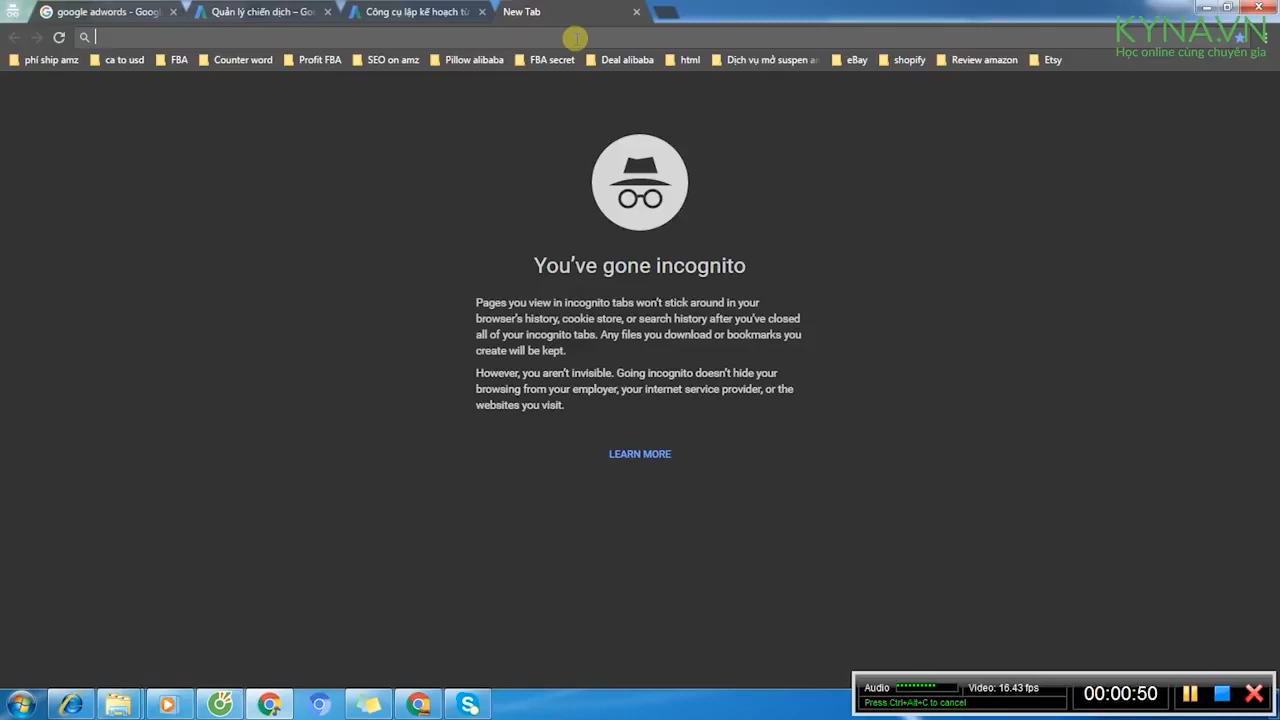 google adwords - Googl
Quản lý chiến dịch – Goo
Công cụ lập kế hoạch từ
New Tab
KYNA.VN
Học online cùng chuyên gia
phí ship amz
ca to usd
FBA
Counter word
Profit FBA
SEO on amz
Pillow alibaba
FBA secret
Deal alibaba
html
Dịch vụ mở suspen am
eBay
shopify
Review amazon
Etsy
You've gone incognito
Pages you view in incognito tabs won't stick around in your
browser's history, cookie store, or search history after you've closed
all of your incognito tabs. Any files you download or bookmarks you
create will be kept.
However, you aren't invisible. Going incognito doesn't hide your
browsing from your employer, your internet service provider, or the
websites you visit.
LEARN MORE
Audio
Video: 16.43 fps
Press Ctrl+Alt+C to cancel
00:00:50